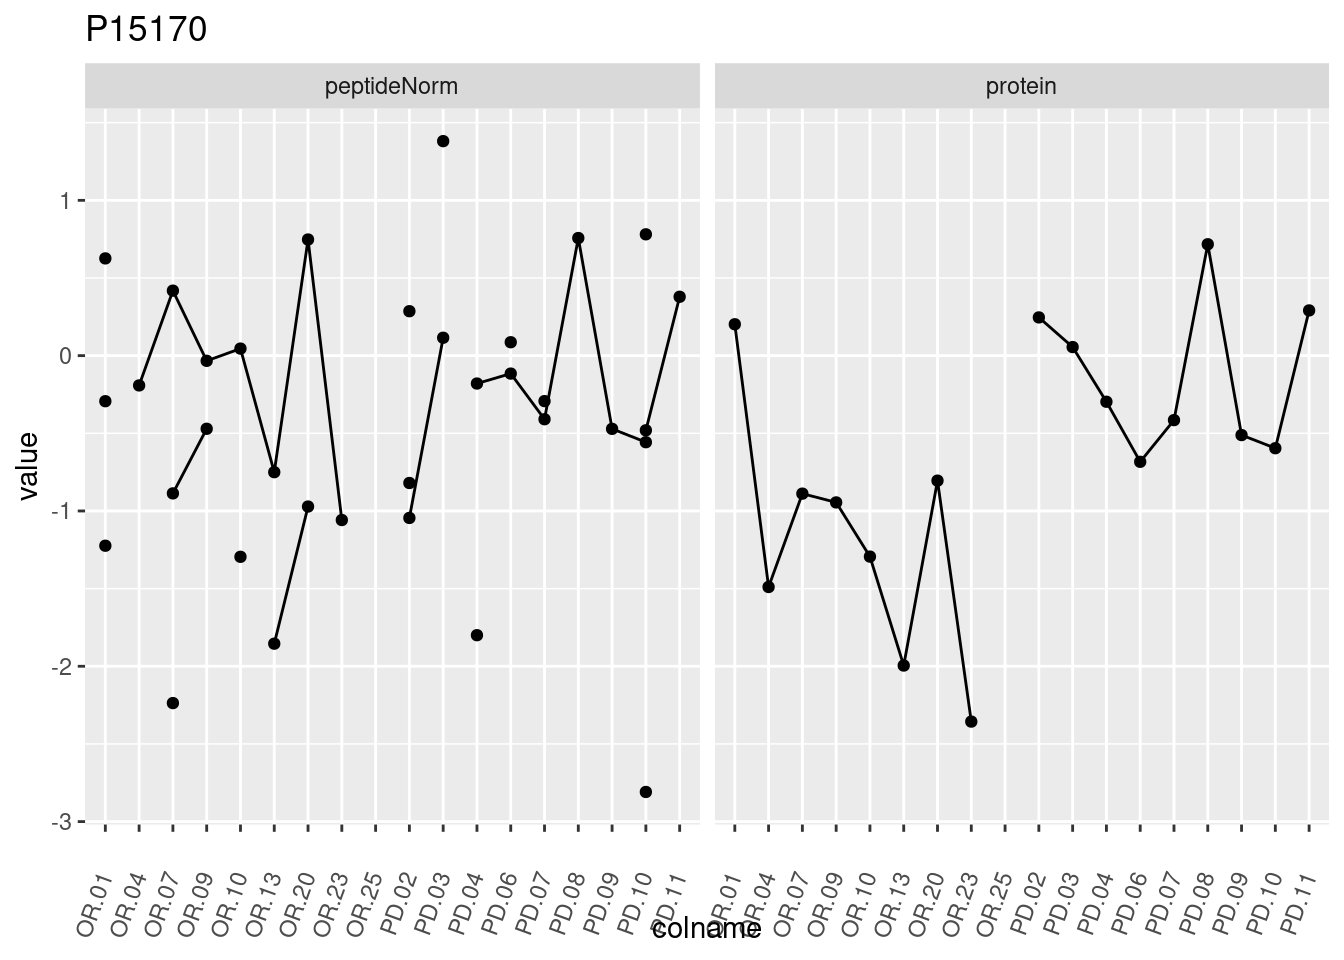 P15170
peptideNorm protein
value
1
0
-1
-2
-3
OR.01 OR.04 OR.07 OR.09 OR.10 OR.13 OR.20 OR.23 OR.25 PD.02 PD.03 PD.04 PD.06 PD.07 PD.08 PD.09 PD.10 PD.11 OR.01 OR.04 OR.07 OR.09 OR.10 OR.13 OR.20 OR.23 OR.25 PD.02 PD.03 PD.04 PD.06 PD.07 PD.08 PD.09 PD.10 PD.11
colname